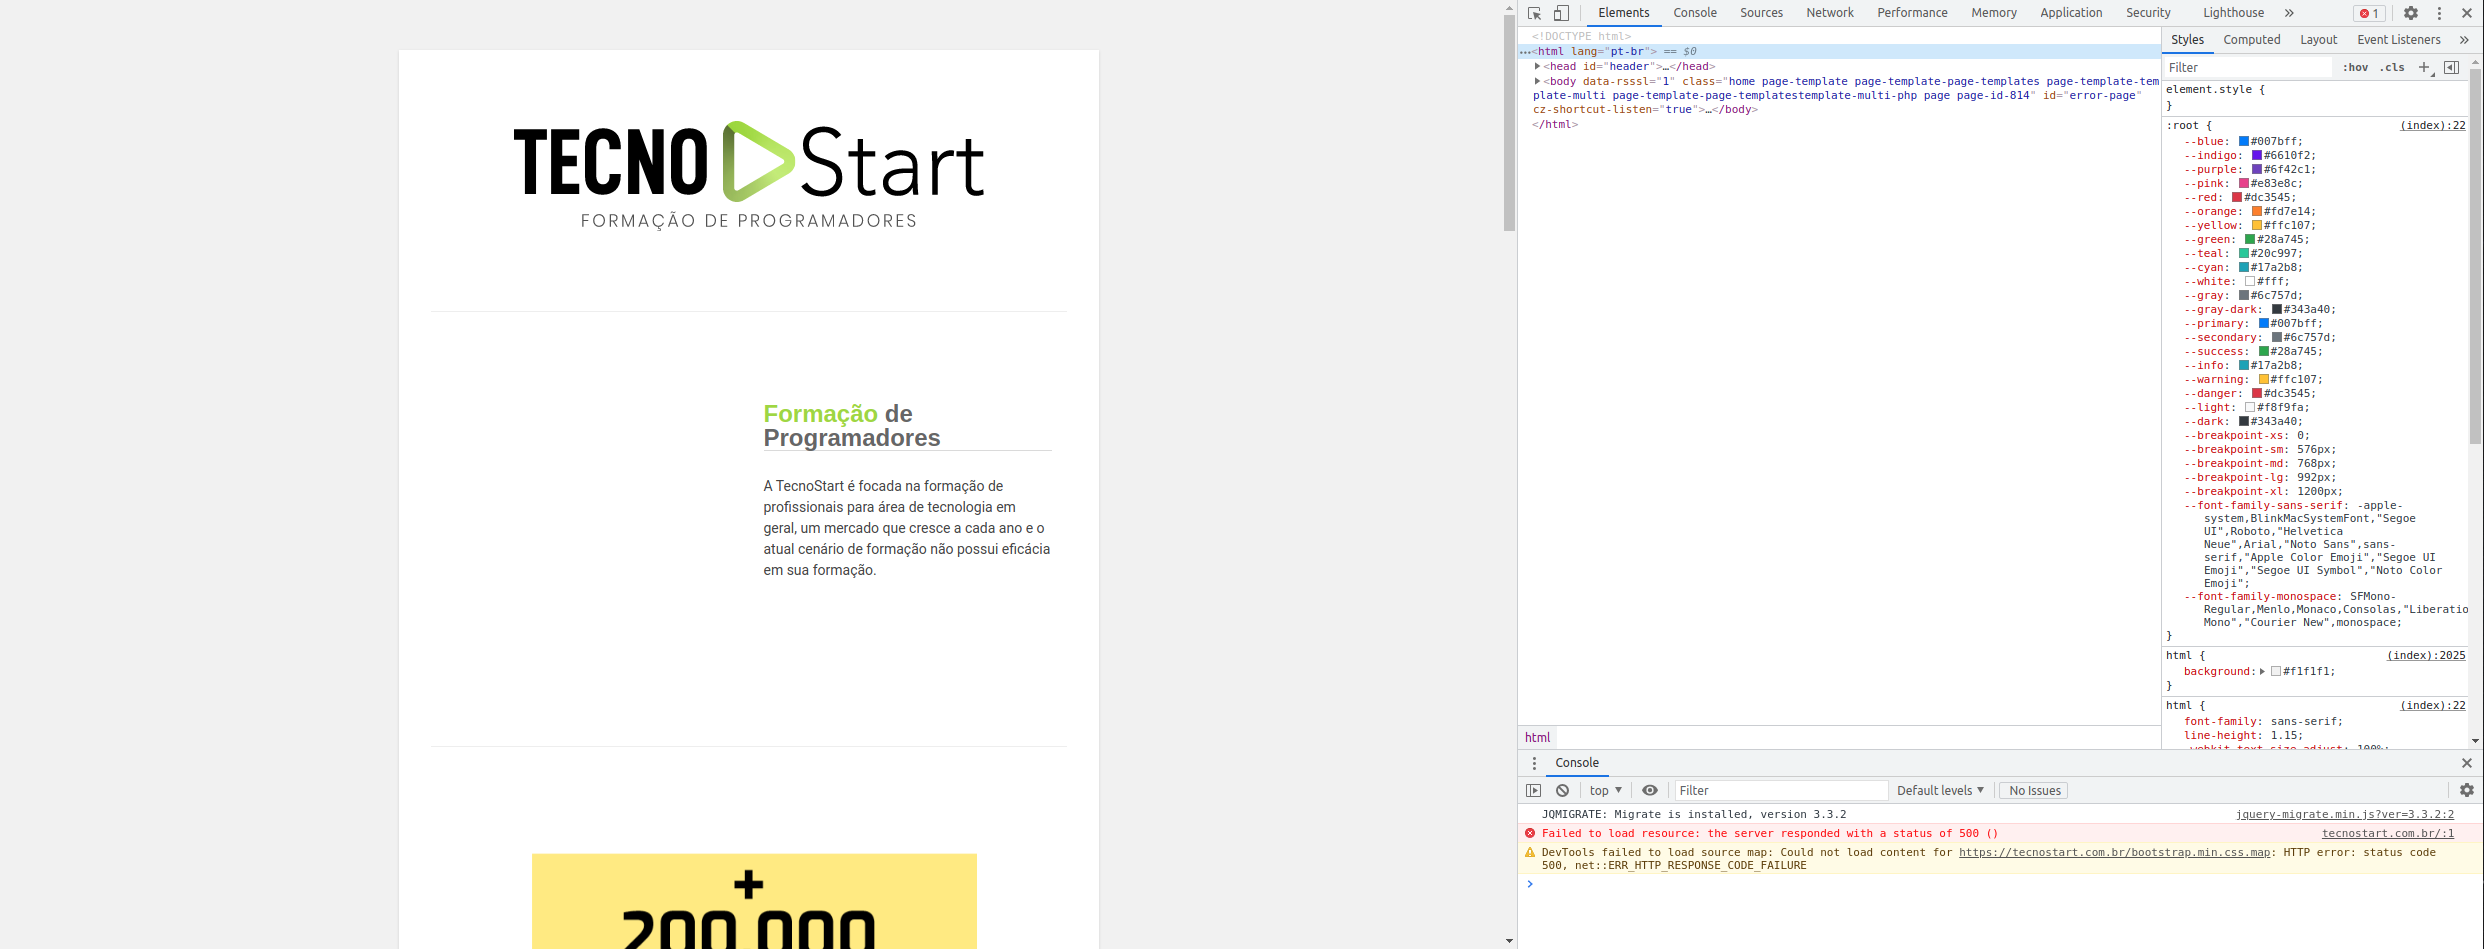 TECNO Start
FORMAÇÃO DE PROGRAMADORES
Formação de
Programadores
A TecnoStart é focada na formação de
profissionais para área de tecnologia em
geral, um mercado que cresce a cada ano e o
atual cenário de formação não possui eficácia
em sua formação.
+
200.000
Elements Console Sources Network Performance Memory Application Security Lighthouse » 1
<!DOCTYPE html>
…<html lang="pt-br"> == $0
<head id="header">…</head>
<body data-rsssl="1" class="home page-template page-template-page-templates page-template-tem
plate-multi page-template-page-templatestemplate-multi-php page page-id-814" id="error-page"
cz-shortcut-listen="true">…</body>
</html>
html
Styles Computed Layout Event Listeners »
Filter :hov .cls +
element.style {
}
:root { (index):22
--blue: #007bff;
--indigo: #6610f2;
--purple: #6f42c1;
--pink: #e83e8c;
--red: #dc3545;
--orange: #fd7e14;
--yellow: #ffc107;
--green: #28a745;
--teal: #20c997;
--cyan: #17a2b8;
--white: #fff;
--gray: #6c757d;
--gray-dark: #343a40;
--primary: #007bff;
--secondary: #6c757d;
--success: #28a745;
--info: #17a2b8;
--warning: #ffc107;
--danger: #dc3545;
--light: #f8f9fa;
--dark: #343a40;
--breakpoint-xs: 0;
--breakpoint-sm: 576px;
--breakpoint-md: 768px;
--breakpoint-lg: 992px;
--breakpoint-xl: 1200px;
--font-family-sans-serif: -apple-
system,BlinkMacSystemFont,"Segoe
UI",Roboto,"Helvetica
Neue",Arial,"Noto Sans",sans-
serif,"Apple Color Emoji","Segoe UI
Emoji","Segoe UI Symbol","Noto Color
Emoji";
--font-family-monospace: SFMono-
Regular,Menlo,Monaco,Consolas,"Liberatio
Mono","Courier New",monospace;
}
html { (index):2025
background: #f1f1f1;
}
html { (index):22
font-family: sans-serif;
line-height: 1.15;
-webkit-text-size-adjust: 100%;
Console
top Filter Default levels No Issues
JQMIGRATE: Migrate is installed, version 3.3.2 jquery-migrate.min.js?ver=3.3.2:2
Failed to load resource: the server responded with a status of 500 () tecnostart.com.br/:1
DevTools failed to load source map: Could not load content for https://tecnostart.com.br/bootstrap.min.css.map: HTTP error: status code
500, net::ERR_HTTP_RESPONSE_CODE_FAILURE